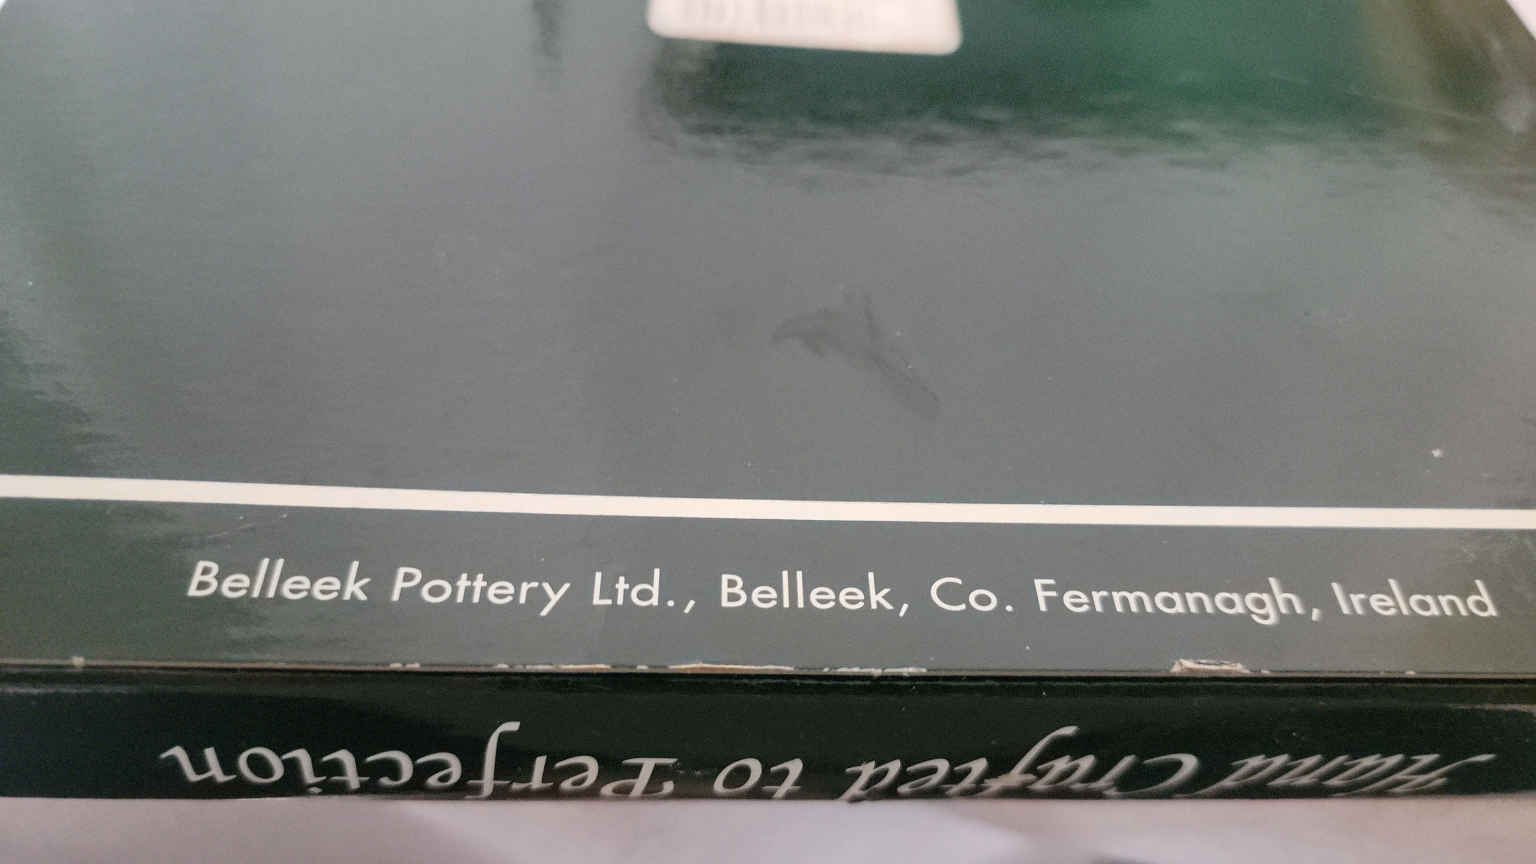 Belleek Pottery Ltd., Belleek, Co. Fermanagh, Ireland
Hand Crafted to Perfection